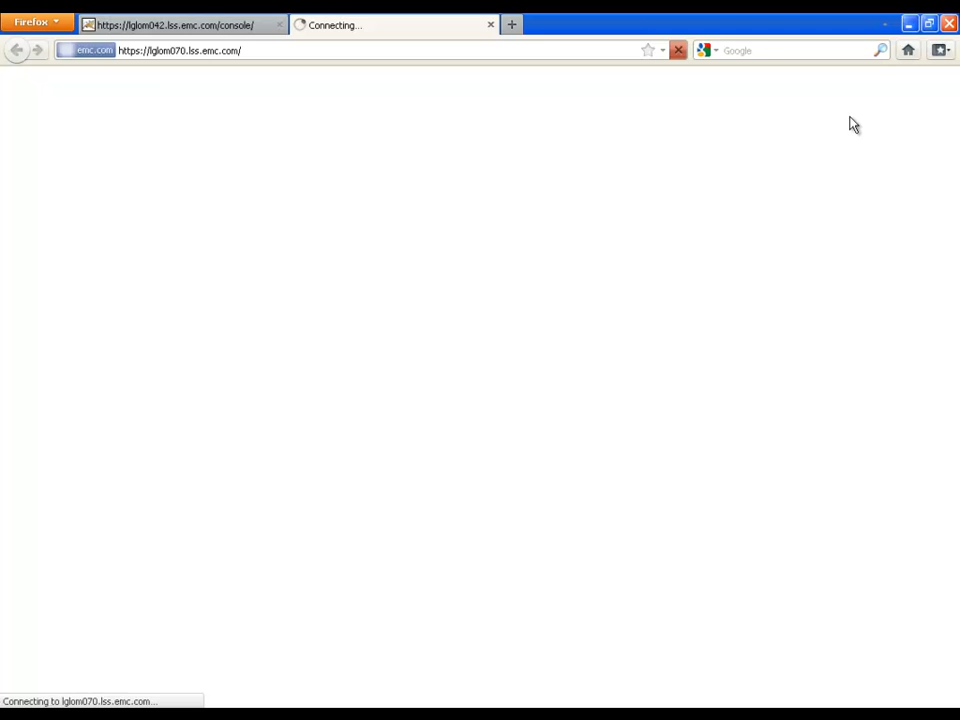 Firefox
https://lglom042.lss.emc.com/console/
Connecting...
emc.com
https://lglom070.lss.emc.com/
Google
Connecting to lglom070.lss.emc.com...